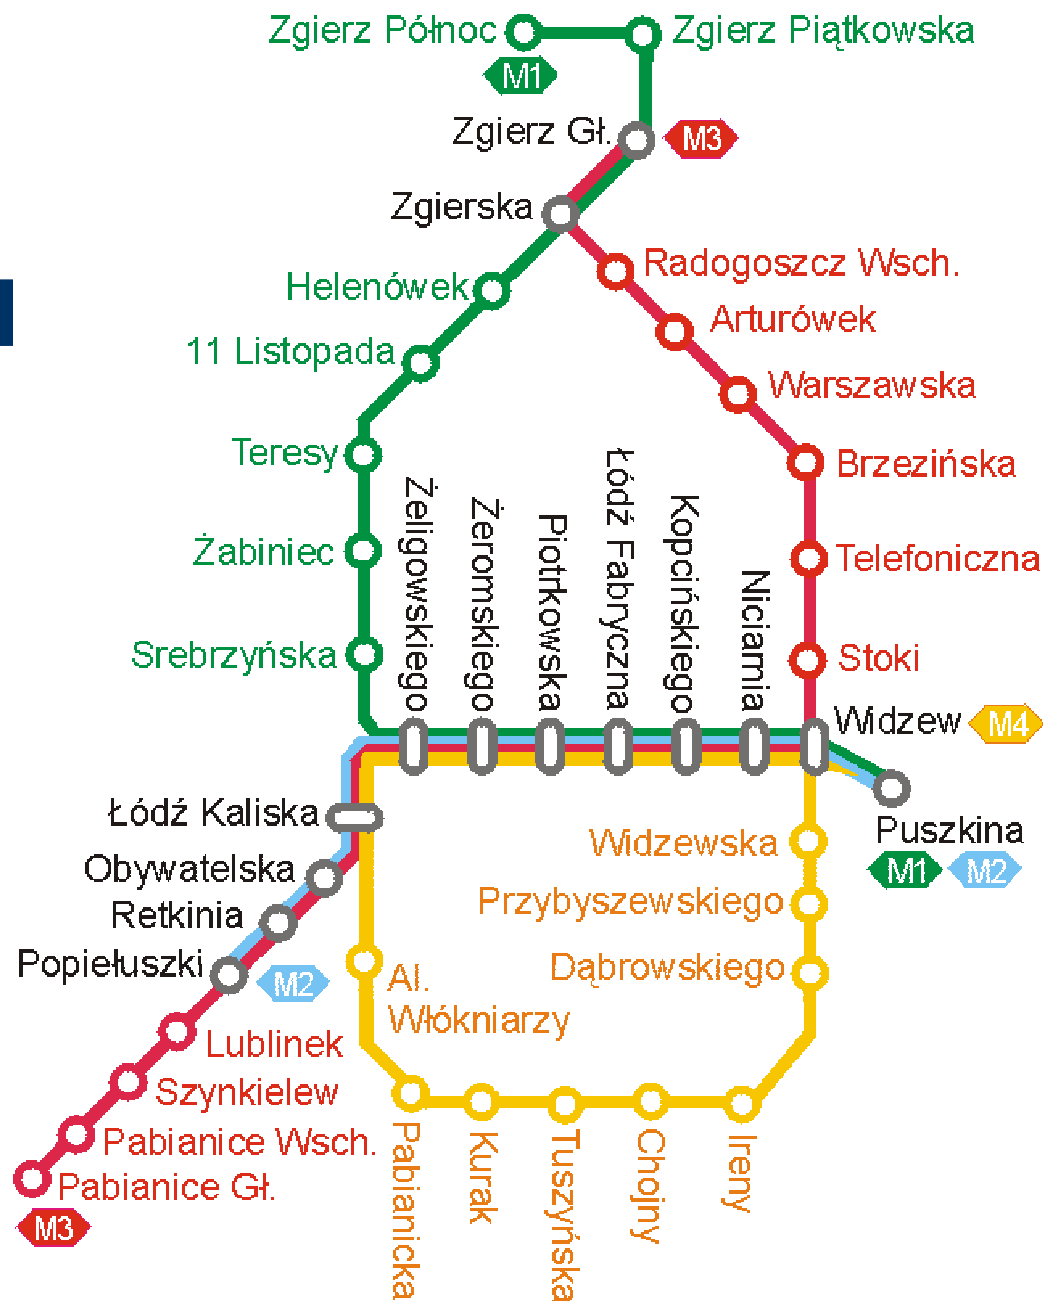 Zgierz Północ
Zgierz Piątkowska
M1
Zgierz Gł.
M3
Zgierska
Helenówek
Radogoszcz Wsch.
11 Listopada
Arturówek
Warszawska
Teresy
Brzezińska
Żabiniec
Telefoniczna
Srebrzyńska
Stoki
Żeligowskiego
Żeromskiego
Piotrkowska
Łódź Fabryczna
Kopcińskiego
Niciarnia
Widzew
M4
Łódź Kaliska
Puszkina
M1
M2
Obywatelska
Widzewska
Retkinia
Przybyszewskiego
Popiełuszki
M2
Dąbrowskiego
Al.
Włókniarzy
Lublinek
Szynkielew
Pabianice Wsch.
Pabianice Gł.
M3
Pabianicka
Kurak
Tuszyńska
Chojny
Ireny